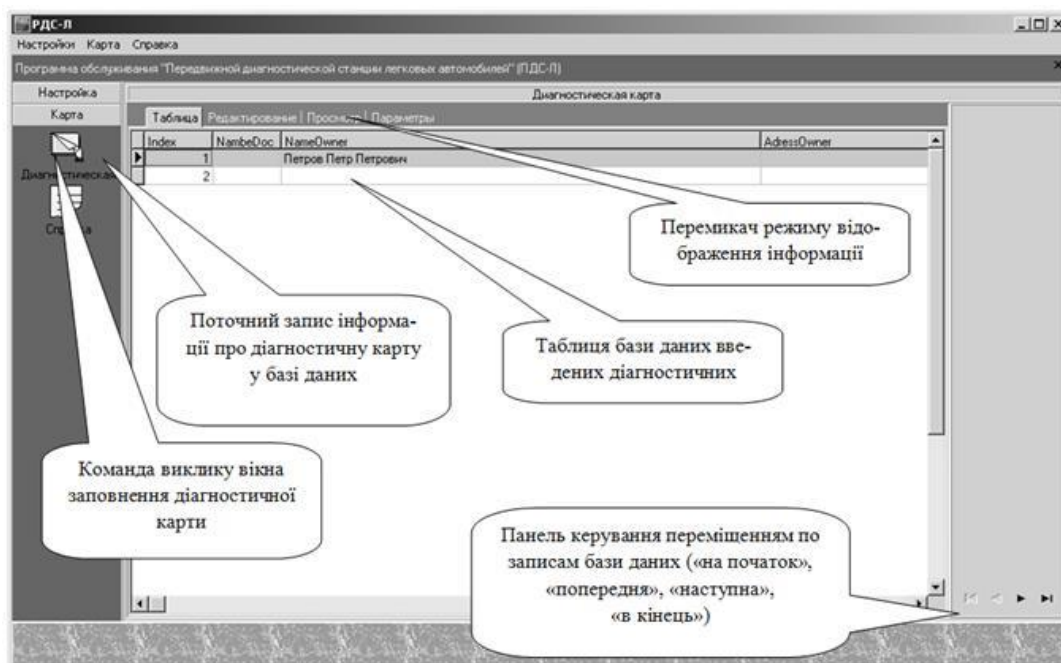 РДС-Л
Настройки Карта Справка
Программа обслуживания "Передвижной диагностической станции легковых автомобилей" (ПДС-Л)
Настройка
Диагностическая карта
Карта
Таблица Редактирование Просмотр Параметры
Index NambeDoc NameOwner AdressOwner
1 Петров Петр Петрович
2
Диагностическая
Перемикач режиму відо-
браження інформації
Поточний запис інформа-
ції про діагностичну карту
у базі даних
Таблиця бази даних вве-
дених діагностичних
Команда виклику вікна
заповнення діагностичної
карти
Панель керування переміщенням по
записам бази даних («на початок»,
«попередня», «наступна»,
«в кінець»)